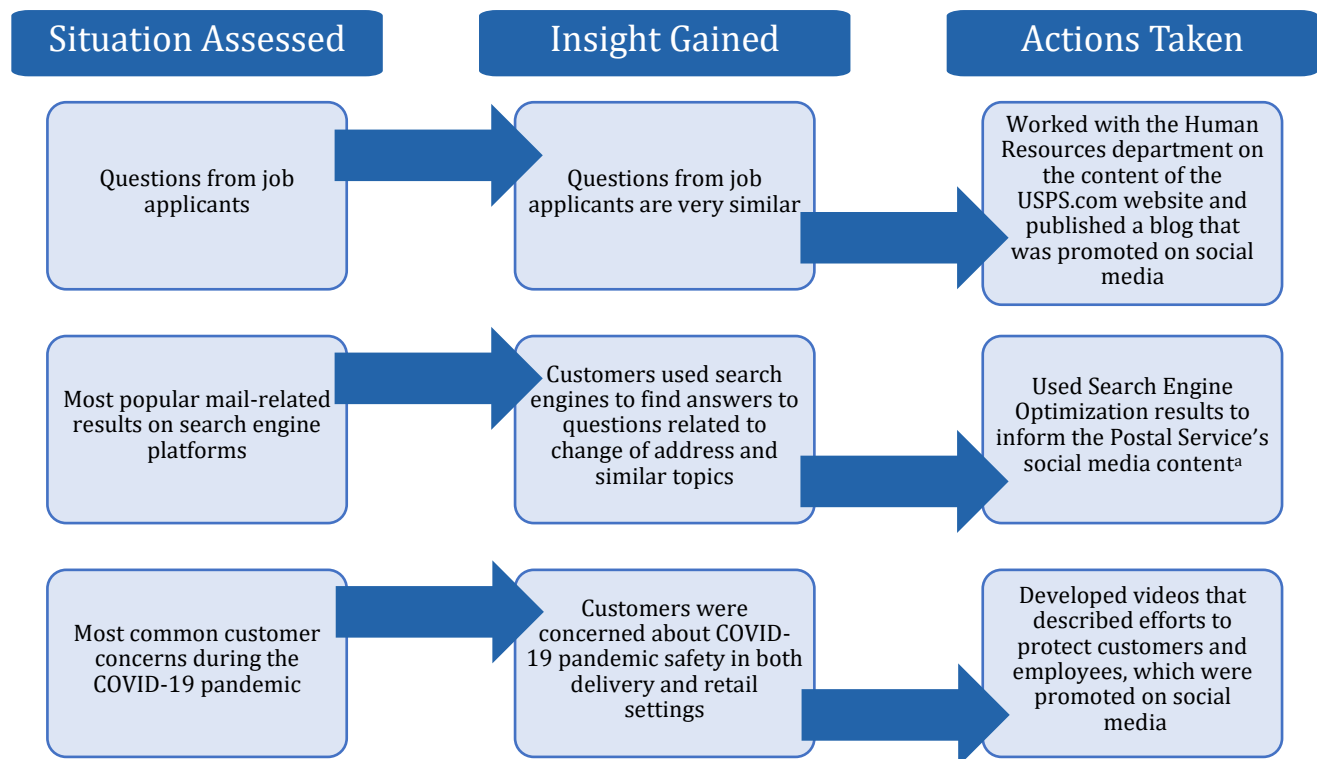 Situation Assessed
Insight Gained
Actions Taken
Questions from job
applicants
Questions from job
applicants are very similar
Worked with the Human
Resources department on
the content of the
USPS.com website and
published a blog that
was promoted on social
media
Most popular mail-related
results on search engine
platforms
Customers used search
engines to find answers to
questions related to
change of address and
similar topics
Used Search Engine
Optimization results to
inform the Postal Service’s
social media contentᵃ
Most common customer
concerns during the
COVID-19 pandemic
Customers were
concerned about COVID-
19 pandemic safety in both
delivery and retail
settings
Developed videos that
described efforts to
protect customers and
employees, which were
promoted on social
media